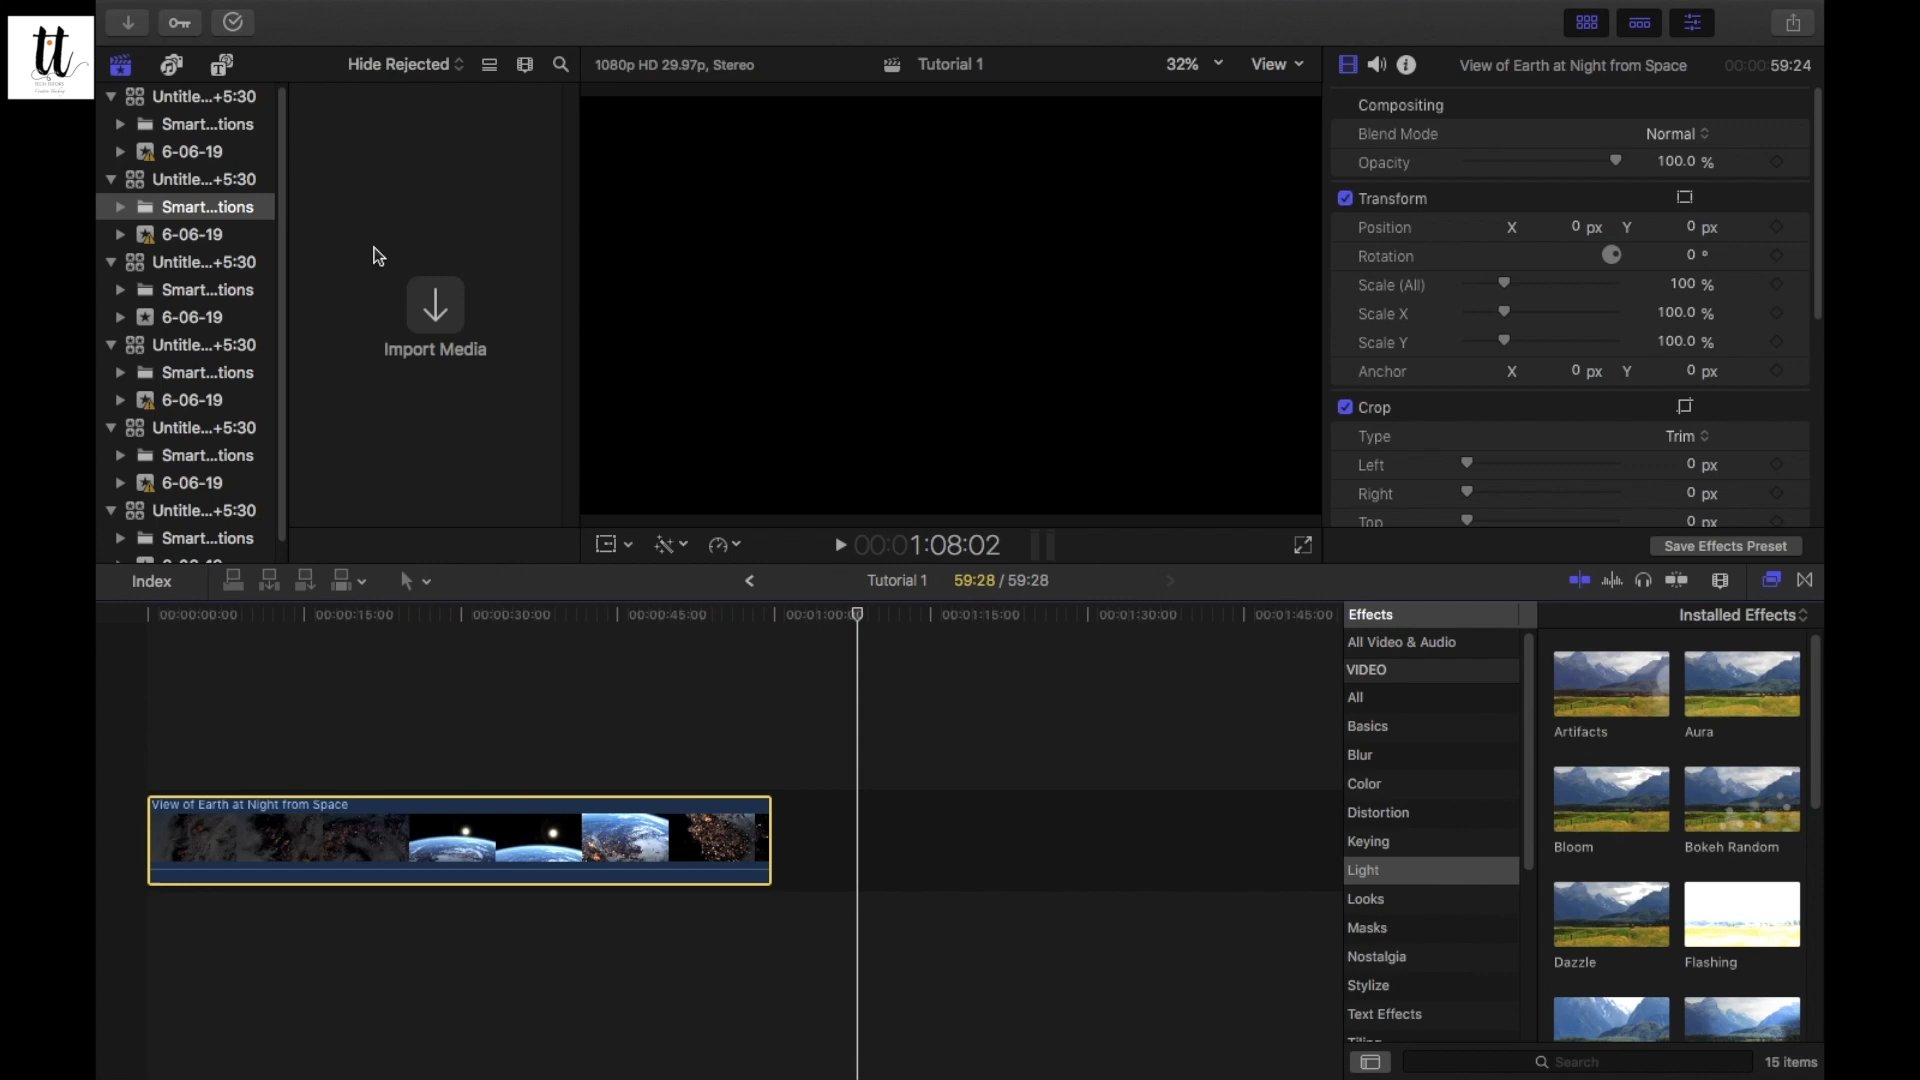 tt
Hide Rejected
1080p HD 29.97p, Stereo
Tutorial 1
32%
View
View of Earth at Night from Space
00:00:59:24
Untitle...+5:30
Smart...tions
6-06-19
Untitle...+5:30
Smart...tions
6-06-19
Untitle...+5:30
Smart...tions
6-06-19
Untitle...+5:30
Smart...tions
6-06-19
Untitle...+5:30
Smart...tions
6-06-19
Untitle...+5:30
Smart...tions
Import Media
Compositing
Blend Mode Normal
Opacity 100.0 %
Transform
Position X 0 px Y 0 px
Rotation 0 °
Scale (All) 100 %
Scale X 100.0 %
Scale Y 100.0 %
Anchor X 0 px Y 0 px
Crop
Type Trim
Left 0 px
Right 0 px
Top 0 px
00:01:08:02
Save Effects Preset
Index
Tutorial 1 59:28 / 59:28
00:00:00:00 00:00:15:00 00:00:30:00 00:00:45:00 00:01:00:00 00:01:15:00 00:01:30:00 00:01:45:00
View of Earth at Night from Space
Effects
Installed Effects
All Video & Audio
VIDEO
All
Basics
Blur
Color
Distortion
Keying
Light
Looks
Masks
Nostalgia
Stylize
Text Effects
Tiling
Artifacts Aura
Bloom Bokeh Random
Dazzle Flashing
Search
15 items